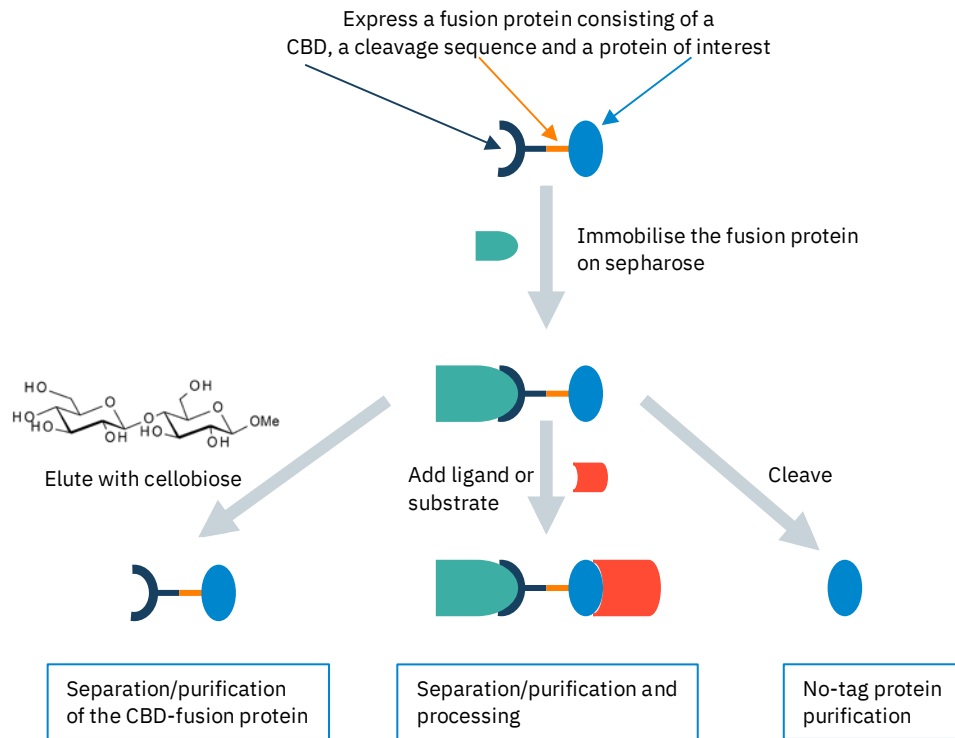 Express a fusion protein consisting of a
CBD, a cleavage sequence and a protein of interest
Immobilise the fusion protein
on sepharose
HO
OH
HO
HO
O
OH
O
HO
OH
O
OMe
OH
Elute with cellobiose
Add ligand or
substrate
Cleave
Separation/purification
of the CBD-fusion protein
Separation/purification and
processing
No-tag protein
purification